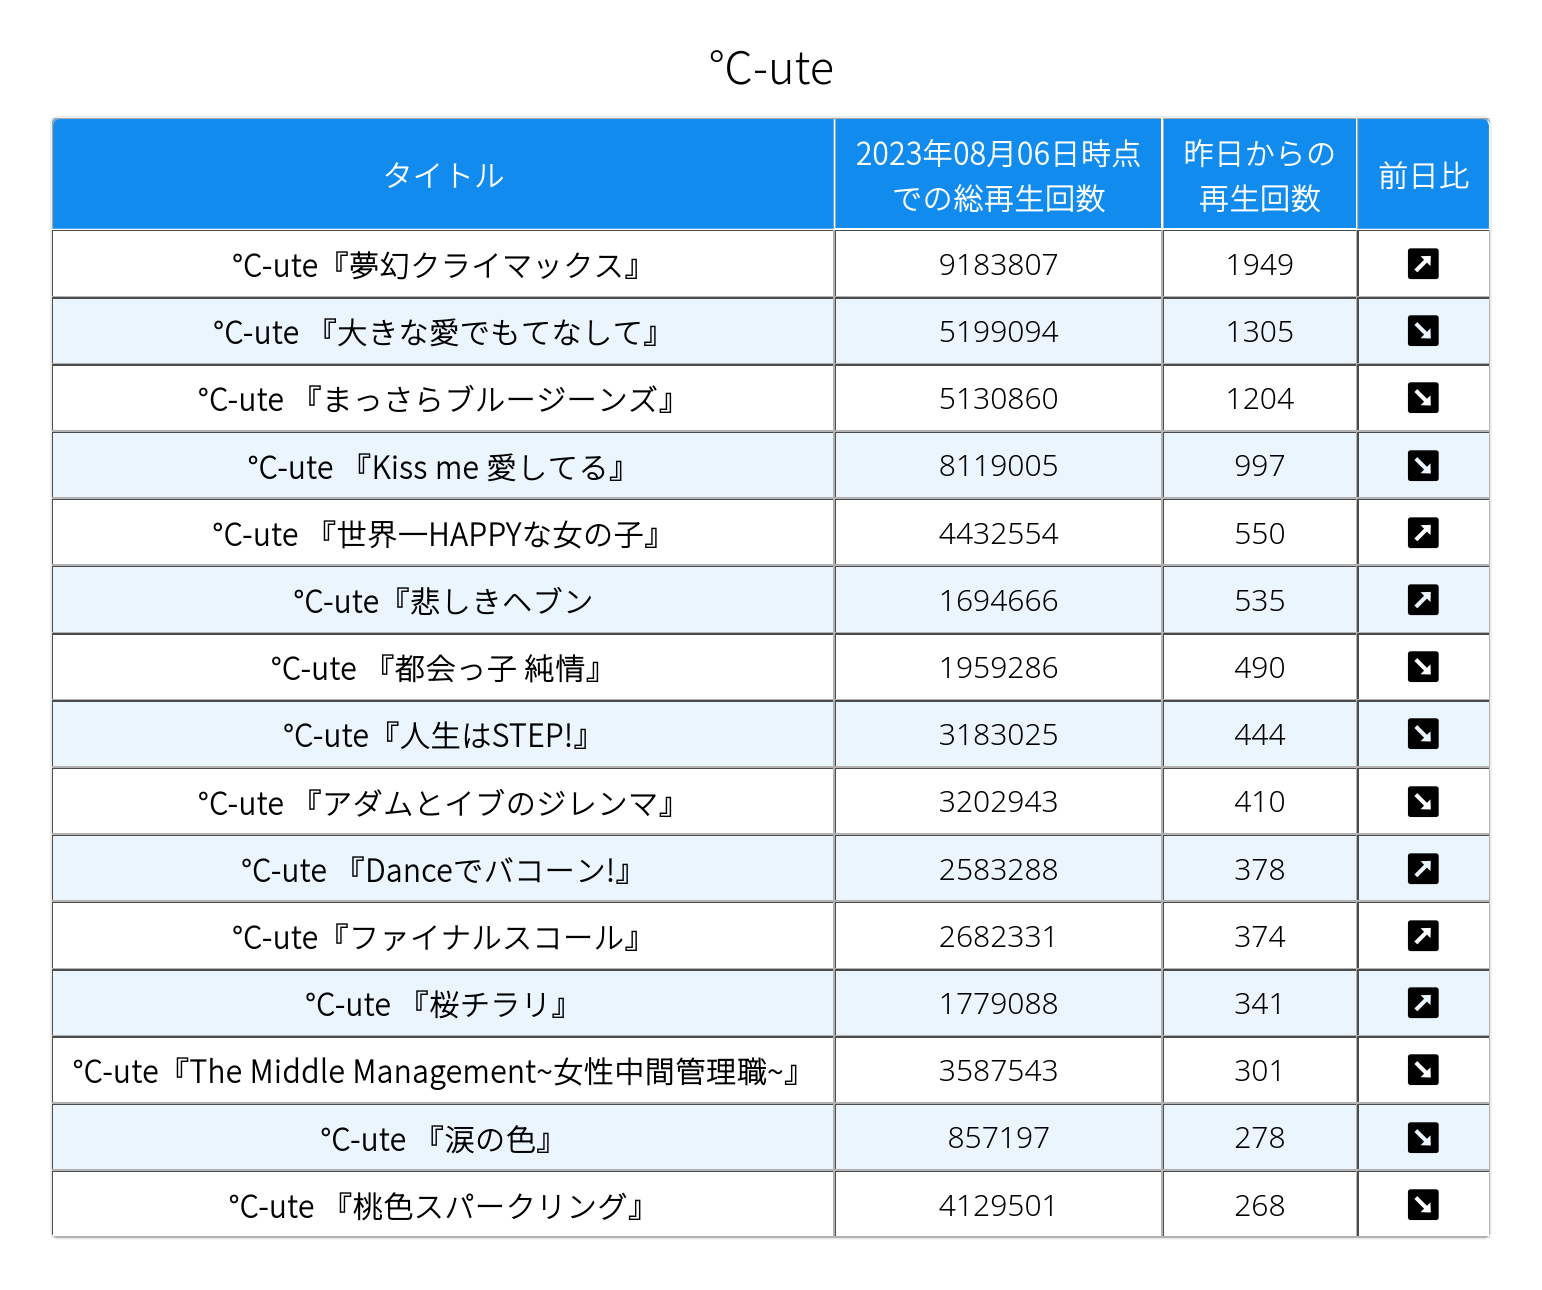 ℃-ute
タイトル 2023年08月06日時点 昨日からの 前日比
での総再生回数 再生回数
℃-ute『夢幻クライマックス』 9183807 1949 ↗
℃-ute 『大きな愛でもてなして』 5199094 1305 ↘
℃-ute 『まっさらブルージーンズ』 5130860 1204 ↘
℃-ute 『Kiss me 愛してる』 8119005 997 ↘
℃-ute 『世界一HAPPYな女の子』 4432554 550 ↗
℃-ute『悲しきヘブン 1694666 535 ↗
℃-ute 『都会っ子 純情』 1959286 490 ↘
℃-ute『人生はSTEP!』 3183025 444 ↘
℃-ute 『アダムとイブのジレンマ』 3202943 410 ↘
℃-ute 『Danceでバコーン!』 2583288 378 ↗
℃-ute『ファイナルスコール』 2682331 374 ↗
℃-ute 『桜チラリ』 1779088 341 ↗
℃-ute『The Middle Management~女性中間管理職~』 3587543 301 ↘
℃-ute 『涙の色』 857197 278 ↘
℃-ute 『桃色スパークリング』 4129501 268 ↘